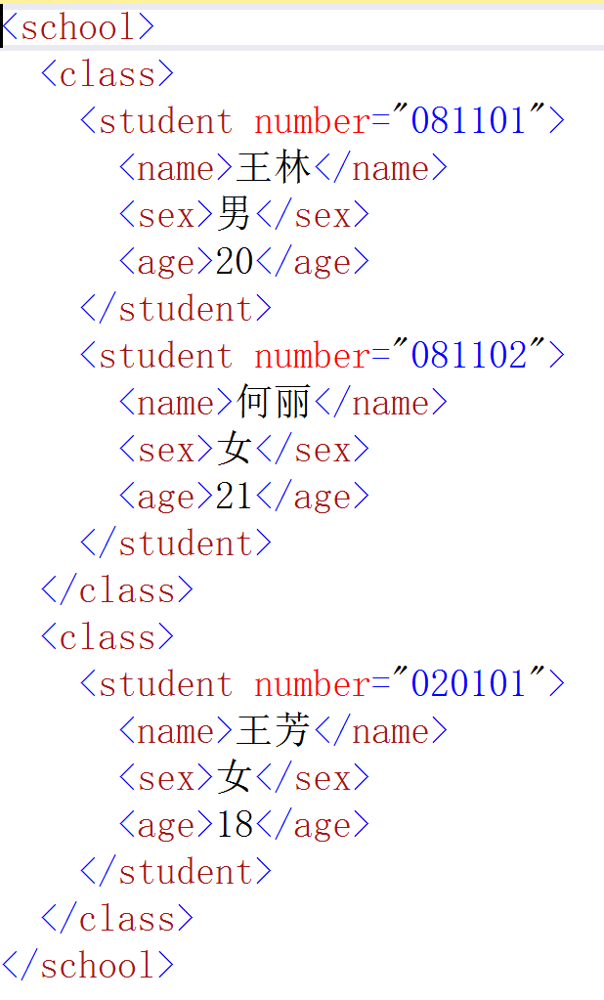 <school>
<class>
<student number="081101">
<name>王林</name>
<sex>男</sex>
<age>20</age>
</student>
<student number="081102">
<name>何丽</name>
<sex>女</sex>
<age>21</age>
</student>
</class>
<class>
<student number="020101">
<name>王芳</name>
<sex>女</sex>
<age>18</age>
</student>
</class>
</school>